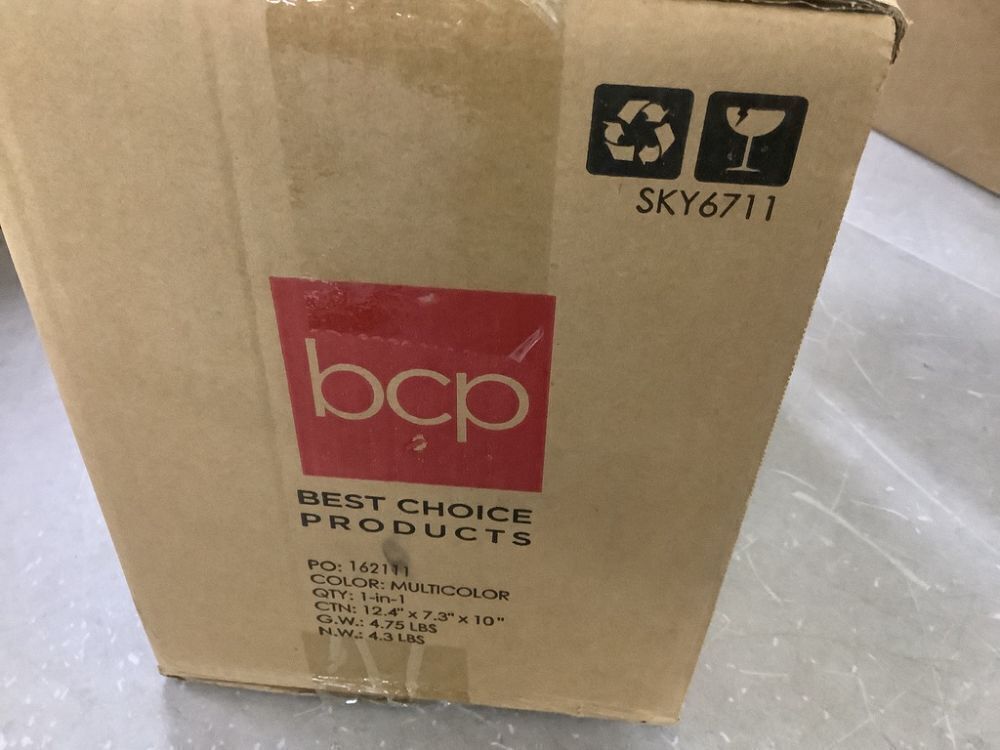 SKY6711
bcp
BEST CHOICE
PRODUCTS
PO: 162111
COLOR: MULTICOLOR
QTY: 1-in-1
CTN: 12.4" x 7.3" x 10"
G.W.: 4.75 LBS
N.W.: 4.3 LBS